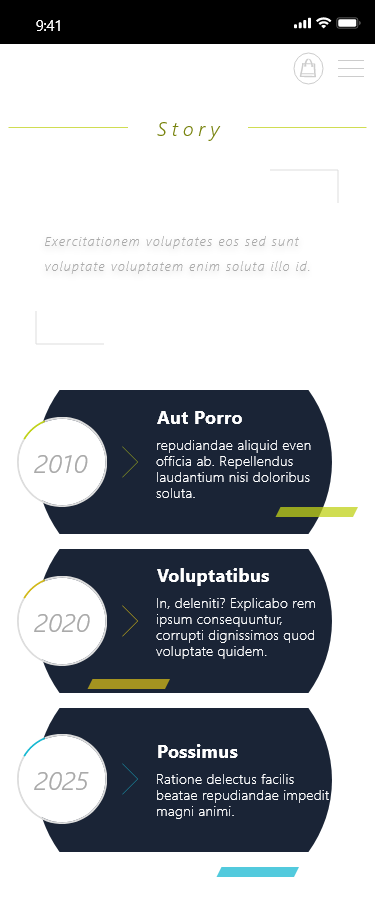 9:41
Story
Exercitationem voluptates eos sed sunt
voluptate voluptatem enim soluta illo id.
2010
Aut Porro
repudiandae aliquid even
officia ab. Repellendus
laudantium nisi doloribus
soluta.
2020
Voluptatibus
In, deleniti? Explicabo rem
ipsum consequuntur,
corrupti dignissimos quod
voluptate quidem.
2025
Possimus
Ratione delectus facilis
beatae repudiandae impedit
magni animi.